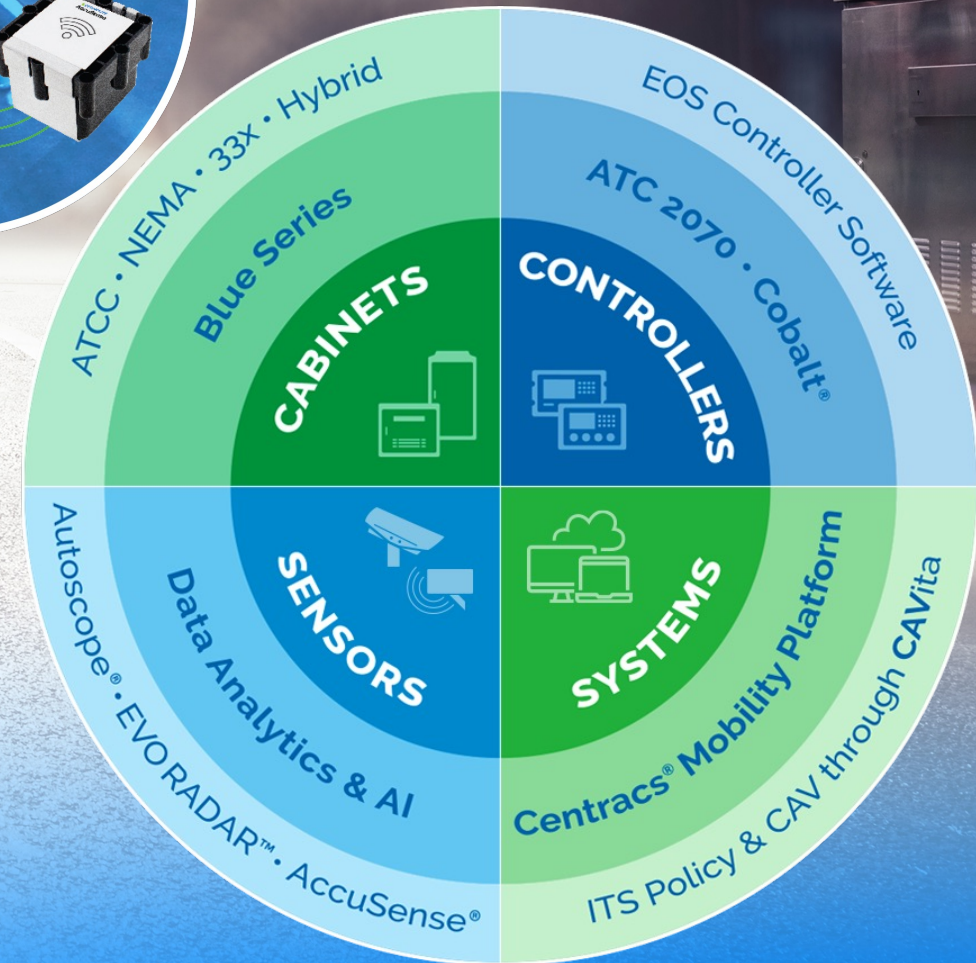 AccuSense
ATCC • NEMA • 33x • Hybrid
Blue Series
CABINETS
EOS Controller Software
ATC 2070 • Cobalt®
CONTROLLERS
Autoscope® • EVO RADAR™ • AccuSense®
Data Analytics & AI
SENSORS
SYSTEMS
Centracs® Mobility Platform
ITS Policy & CAV through CAVita